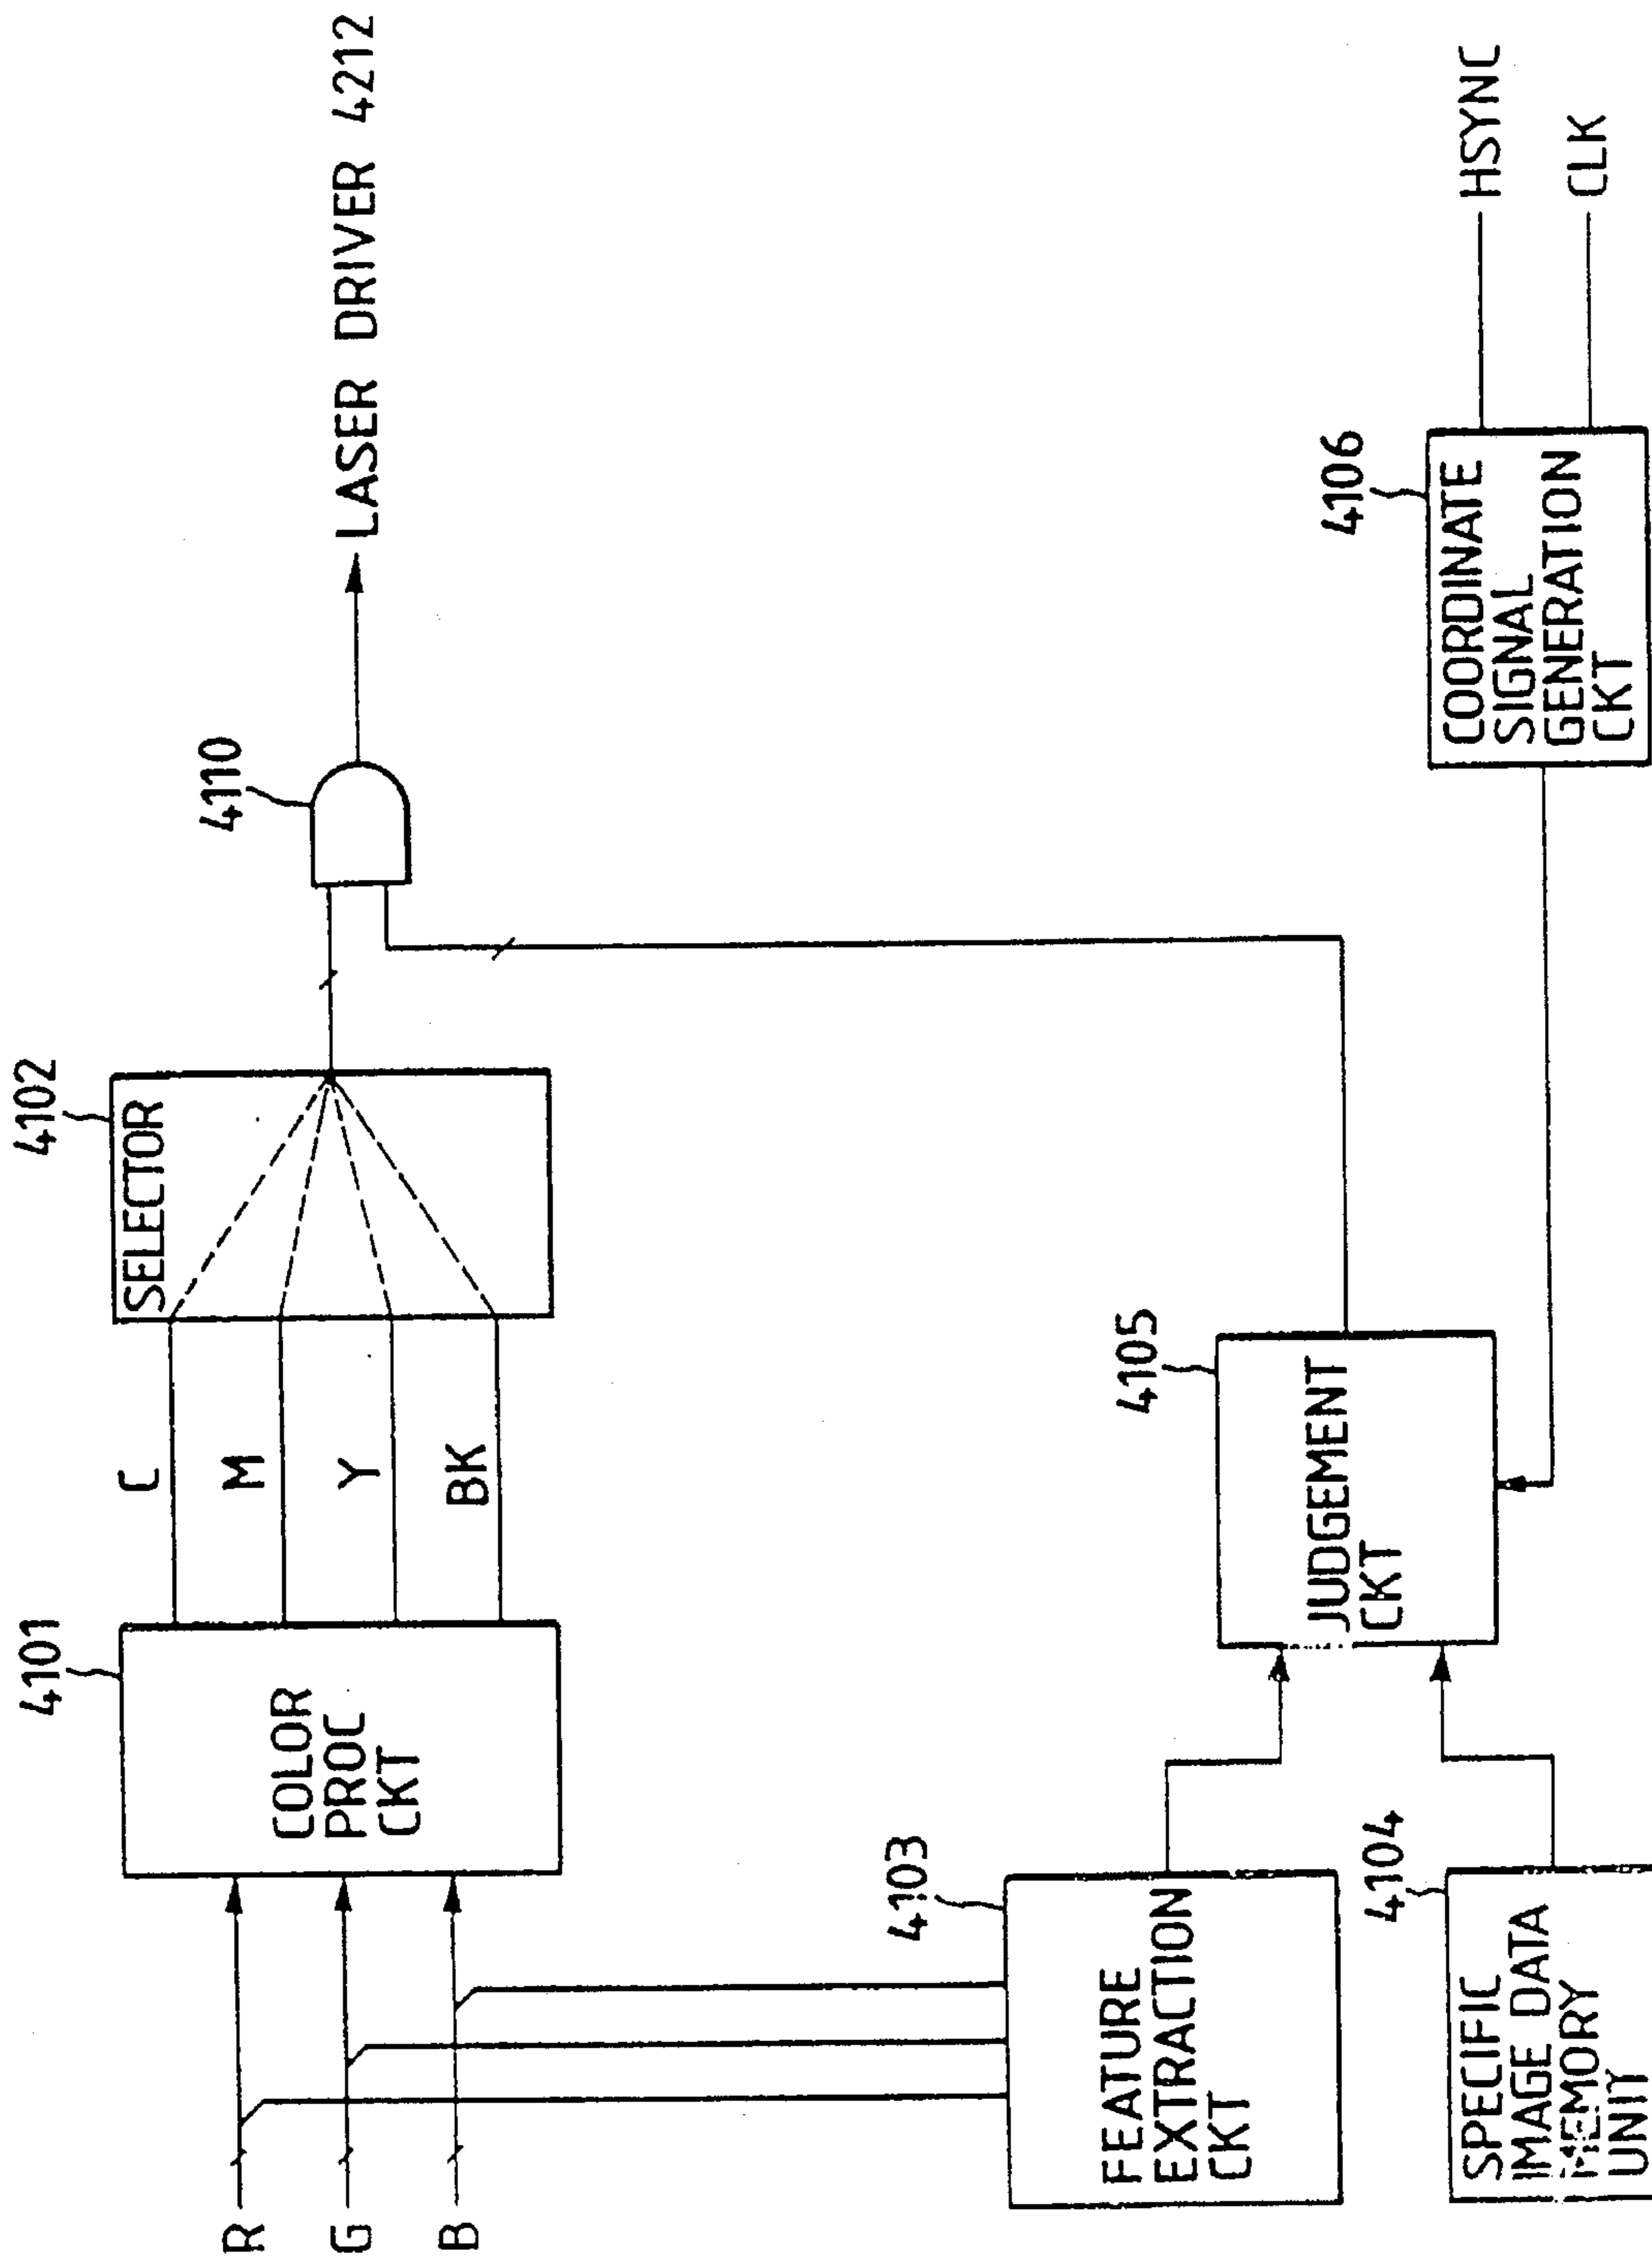 R
G
B
4101
COLOR
PROC
CKT
C
M
Y
BK
4102
SELECTOR
4110
LASER DRIVER 4212
4103
FEATURE
EXTRACTION
CKT
4104
SPECIFIC
IMAGE DATA
MEMORY
UNIT
4105
JUDGEMENT
CKT
4106
COORDINATE
SIGNAL
GENERATION
CKT
HSYNC
CLK